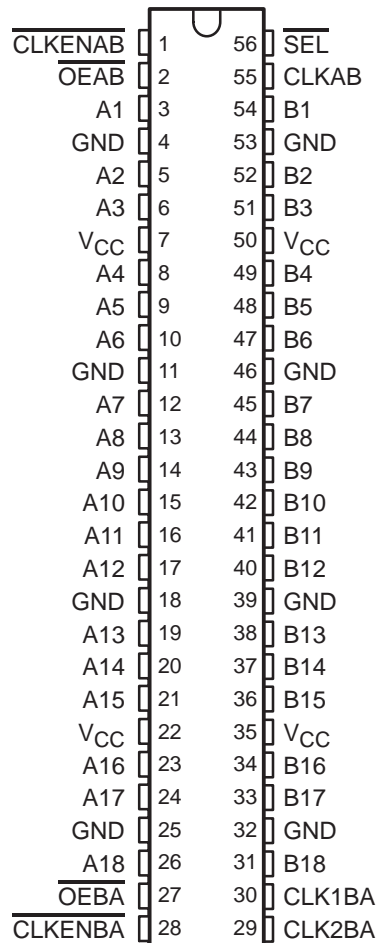 CLKENAB 1 56 SEL
OEAB 2 55 CLKAB
A1 3 54 B1
GND 4 53 GND
A2 5 52 B2
A3 6 51 B3
VCC 7 50 VCC
A4 8 49 B4
A5 9 48 B5
A6 10 47 B6
GND 11 46 GND
A7 12 45 B7
A8 13 44 B8
A9 14 43 B9
A10 15 42 B10
A11 16 41 B11
A12 17 40 B12
GND 18 39 GND
A13 19 38 B13
A14 20 37 B14
A15 21 36 B15
VCC 22 35 VCC
A16 23 34 B16
A17 24 33 B17
GND 25 32 GND
A18 26 31 B18
OEBA 27 30 CLK1BA
CLKENBA 28 29 CLK2BA